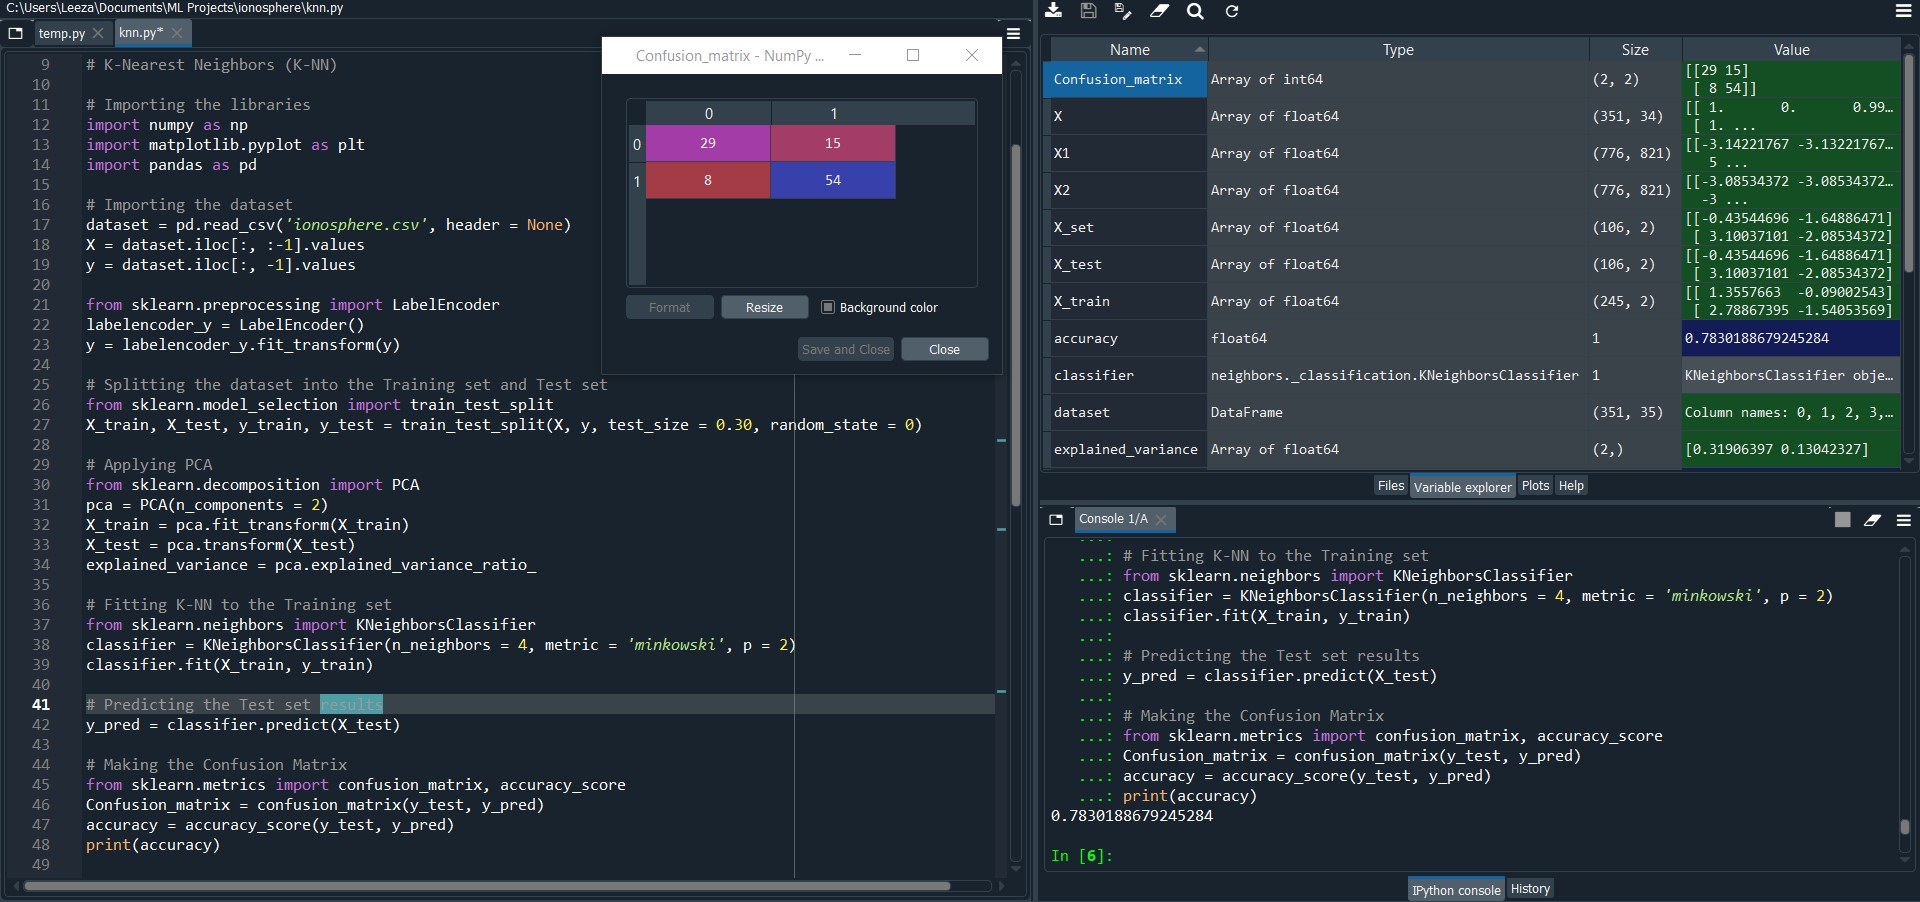 C:\Users\Leeza\Documents\ML Projects\ionosphere\knn.py
temp.py
knn.py*
9 # K-Nearest Neighbors (K-NN)
10
11 # Importing the libraries
12 import numpy as np
13 import matplotlib.pyplot as plt
14 import pandas as pd
15
16 # Importing the dataset
17 dataset = pd.read_csv('ionosphere.csv', header = None)
18 X = dataset.iloc[:, :-1].values
19 y = dataset.iloc[:, -1].values
20
21 from sklearn.preprocessing import LabelEncoder
22 labelencoder_y = LabelEncoder()
23 y = labelencoder_y.fit_transform(y)
24
25 # Splitting the dataset into the Training set and Test set
26 from sklearn.model_selection import train_test_split
27 X_train, X_test, y_train, y_test = train_test_split(X, y, test_size = 0.30, random_state = 0)
28
29 # Applying PCA
30 from sklearn.decomposition import PCA
31 pca = PCA(n_components = 2)
32 X_train = pca.fit_transform(X_train)
33 X_test = pca.transform(X_test)
34 explained_variance = pca.explained_variance_ratio_
35
36 # Fitting K-NN to the Training set
37 from sklearn.neighbors import KNeighborsClassifier
38 classifier = KNeighborsClassifier(n_neighbors = 4, metric = 'minkowski', p = 2)
39 classifier.fit(X_train, y_train)
40
41 # Predicting the Test set results
42 y_pred = classifier.predict(X_test)
43
44 # Making the Confusion Matrix
45 from sklearn.metrics import confusion_matrix, accuracy_score
46 Confusion_matrix = confusion_matrix(y_test, y_pred)
47 accuracy = accuracy_score(y_test, y_pred)
48 print(accuracy)
49
Confusion_matrix - NumPy ...
0 1
0 29 15
1 8 54
Format Resize Background color
Save and Close Close
Name Type Size Value
Confusion_matrix Array of int64 (2, 2) [[29 15]
[ 8 54]]
X Array of float64 (351, 34) [[ 1. 0. 0.99...
[ 1. ...
X1 Array of float64 (776, 821) [[-3.14221767 -3.13221767...
5 ...
X2 Array of float64 (776, 821) [[-3.08534372 -3.08534372...
-3 ...
X_set Array of float64 (106, 2) [[-0.43544696 -1.64886471]
[ 3.10037101 -2.08534372]
X_test Array of float64 (106, 2) [[-0.43544696 -1.64886471]
[ 3.10037101 -2.08534372]
X_train Array of float64 (245, 2) [[ 1.3557663 -0.09002543]
[ 2.78867395 -1.54053569]
accuracy float64 1 0.7830188679245284
classifier neighbors._classification.KNeighborsClassifier 1 KNeighborsClassifier obje...
dataset DataFrame (351, 35) Column names: 0, 1, 2, 3,...
explained_variance Array of float64 (2,) [0.31906397 0.13042327]
Files Variable explorer Plots Help
Console 1/A
...: # Fitting K-NN to the Training set
...: from sklearn.neighbors import KNeighborsClassifier
...: classifier = KNeighborsClassifier(n_neighbors = 4, metric = 'minkowski', p = 2)
...: classifier.fit(X_train, y_train)
...:
...: # Predicting the Test set results
...: y_pred = classifier.predict(X_test)
...:
...: # Making the Confusion Matrix
...: from sklearn.metrics import confusion_matrix, accuracy_score
...: Confusion_matrix = confusion_matrix(y_test, y_pred)
...: accuracy = accuracy_score(y_test, y_pred)
...: print(accuracy)
0.7830188679245284
In [6]:
IPython console History